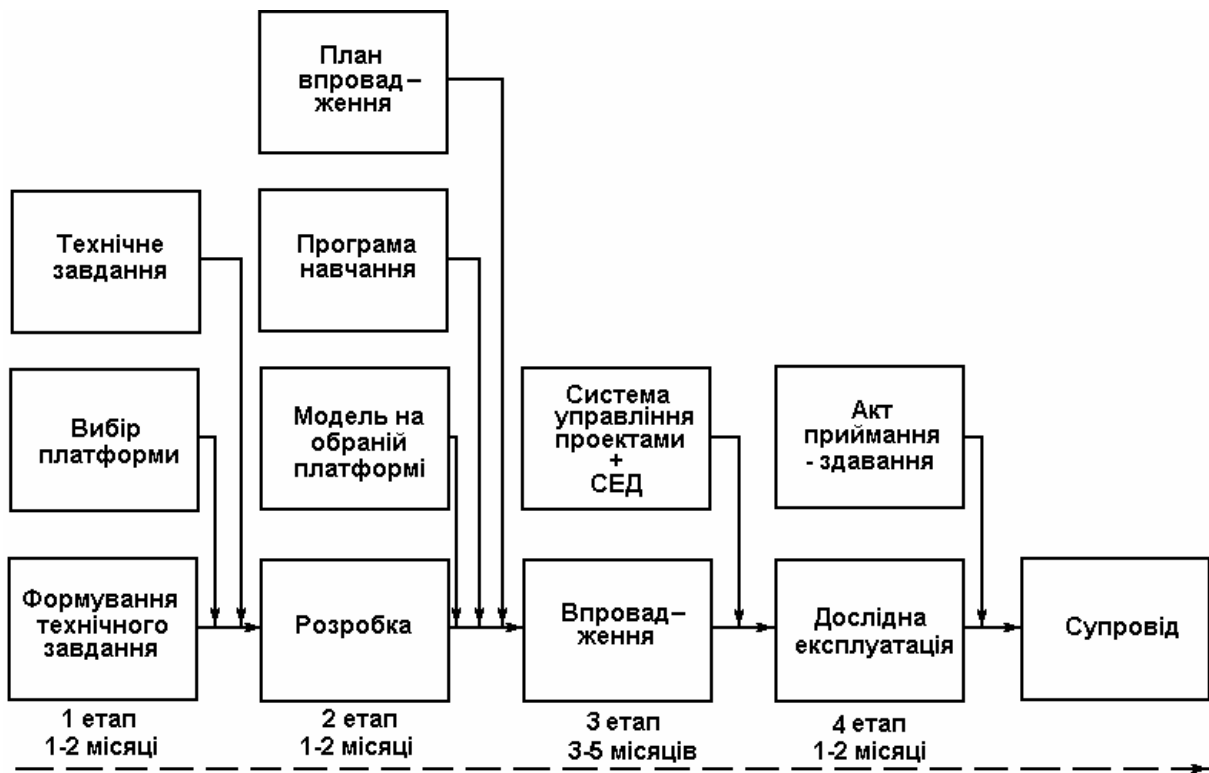 План
впровад–
ження
Технічне
завдання
Програма
навчання
Вибір
платформи
Модель на
обраній
платформі
Система
управління
проектами
+
СЕД
Акт
приймання
- здавання
Формування
технічного
завдання
Розробка
Впровад–
ження
Дослідна
експлуатація
Супровід
1 етап
1-2 місяці
2 етап
1-2 місяці
3 етап
3-5 місяців
4 етап
1-2 місяці